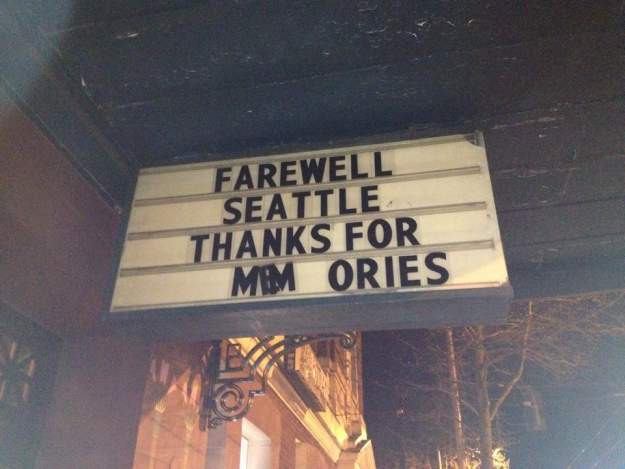 FAREWELL
SEATTLE
THANKS FOR
MEM ORIES